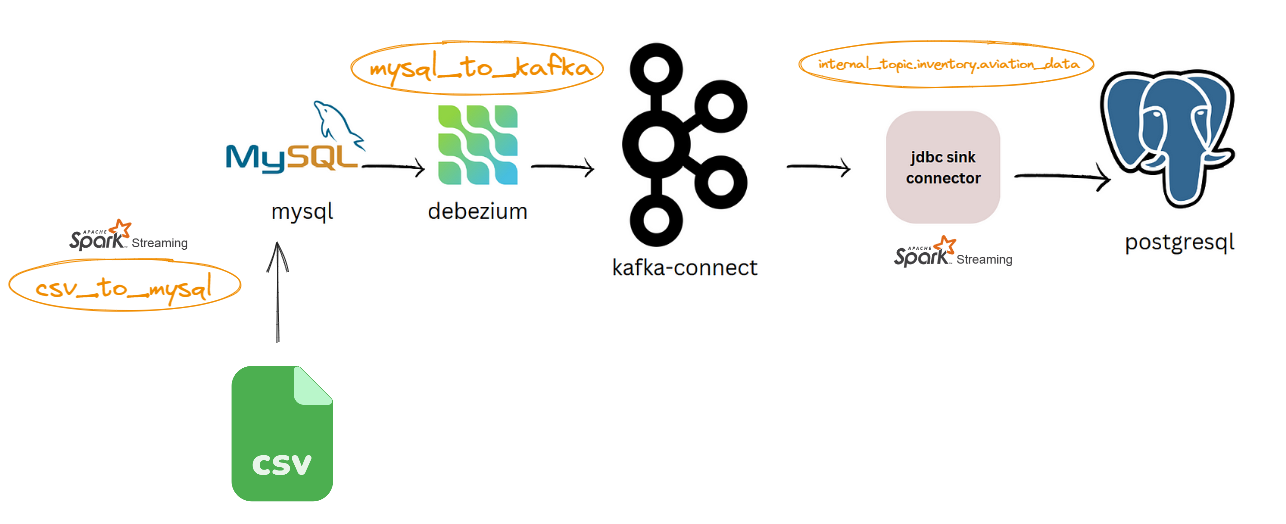 mysql_to_kafka
internal_topic.inventory.aviation_data
MySQL
jdbc sink
connector
mysql
debezium
APACHE
Spark Streaming
kafka-connect
APACHE
Spark Streaming
postgresql
csv_to_mysql
csv